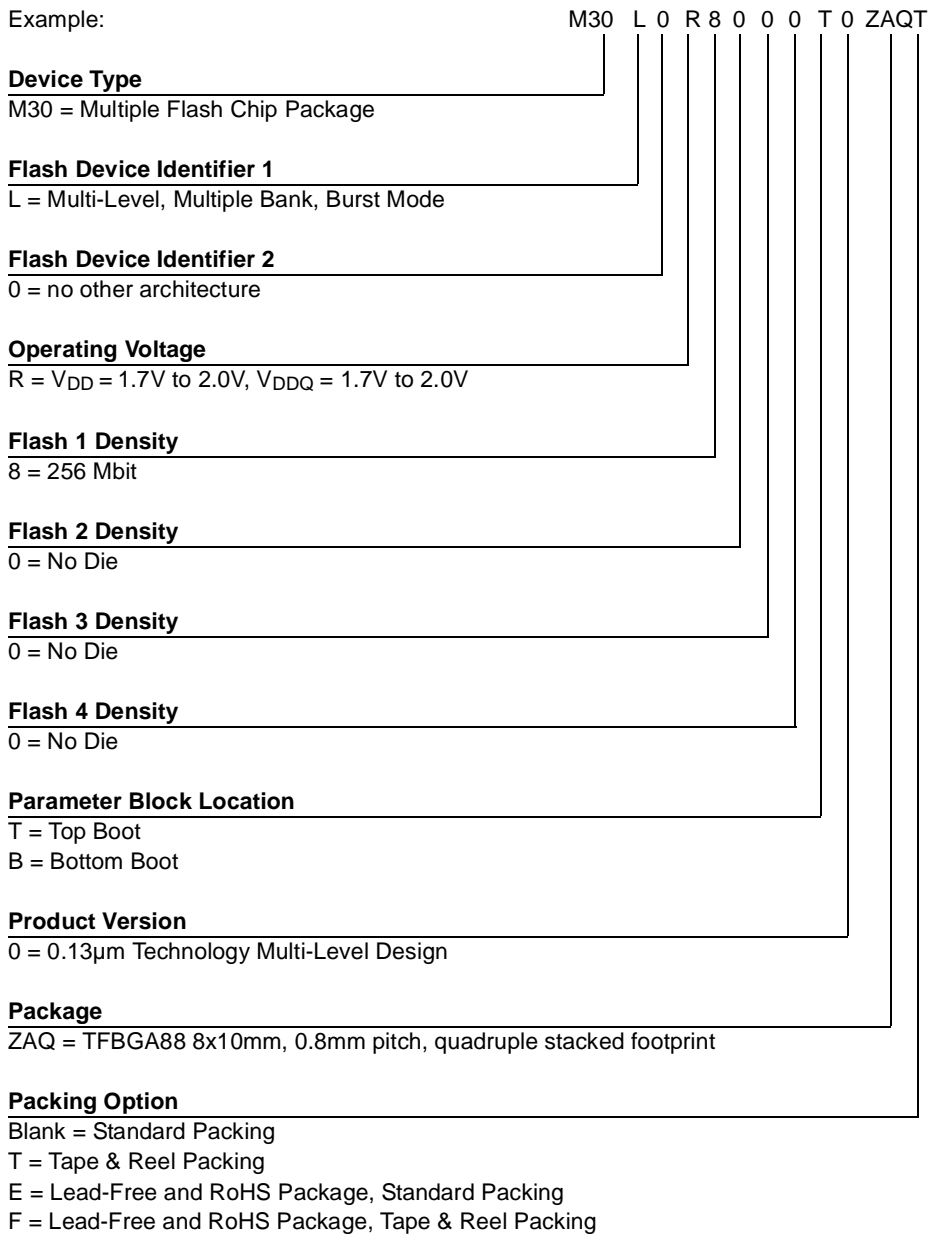 Example: M30 L 0 R 8 0 0 0 T 0 ZAQT
Device Type
M30 = Multiple Flash Chip Package
Flash Device Identifier 1
L = Multi-Level, Multiple Bank, Burst Mode
Flash Device Identifier 2
0 = no other architecture
Operating Voltage
R = VDD = 1.7V to 2.0V, VDDQ = 1.7V to 2.0V
Flash 1 Density
8 = 256 Mbit
Flash 2 Density
0 = No Die
Flash 3 Density
0 = No Die
Flash 4 Density
0 = No Die
Parameter Block Location
T = Top Boot
B = Bottom Boot
Product Version
0 = 0.13µm Technology Multi-Level Design
Package
ZAQ = TFBGA88 8x10mm, 0.8mm pitch, quadruple stacked footprint
Packing Option
Blank = Standard Packing
T = Tape & Reel Packing
E = Lead-Free and RoHS Package, Standard Packing
F = Lead-Free and RoHS Package, Tape & Reel Packing